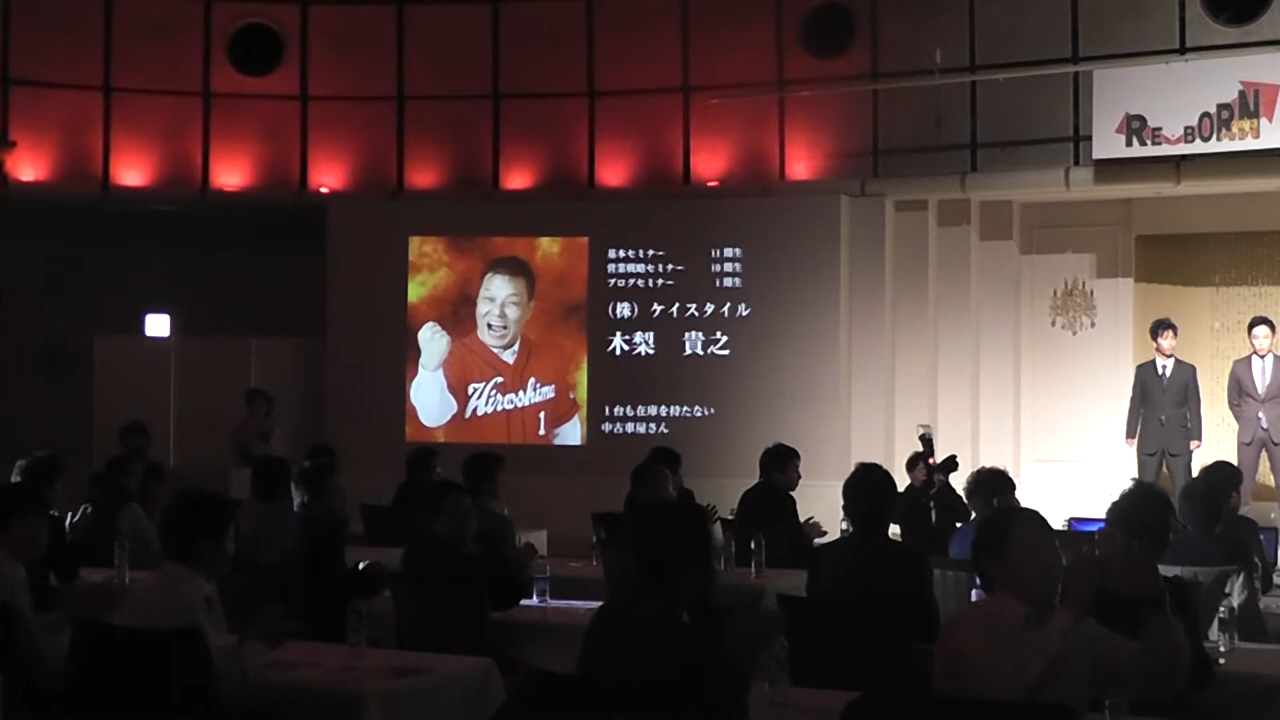 RE-BORN
基本セミナー 11期生
営業戦略セミナー 10期生
ブログセミナー 1期生
（株）ケイスタイル
木梨 貴之
Hiroshima
1
１台も在庫を持たない
中古車屋さん